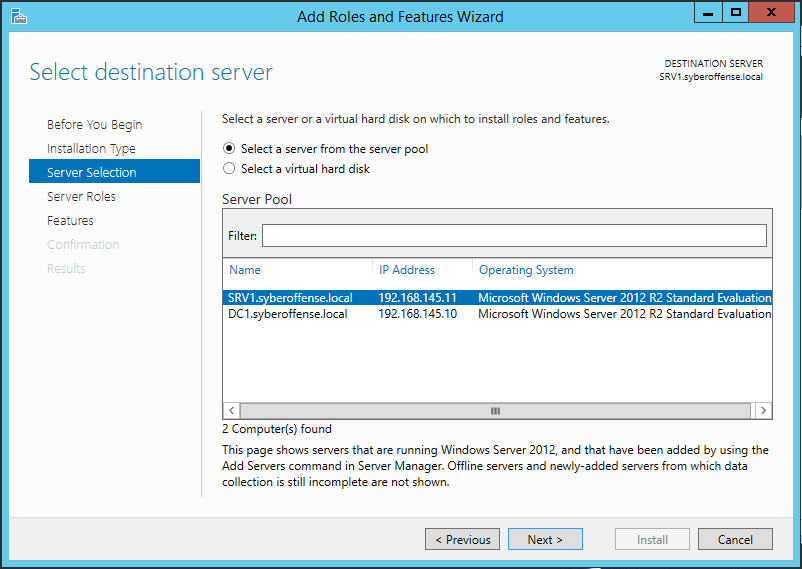 Add Roles and Features Wizard
Select destination server
DESTINATION SERVER
SRV1.syberoffense.local
Before You Begin
Installation Type
Server Selection
Server Roles
Features
Confirmation
Results
Select a server or a virtual hard disk on which to install roles and features.
Select a server from the server pool
Select a virtual hard disk
Server Pool
Filter:
Name IP Address Operating System
SRV1.syberoffense.local 192.168.145.11 Microsoft Windows Server 2012 R2 Standard Evaluation
DC1.syberoffense.local 192.168.145.10 Microsoft Windows Server 2012 R2 Standard Evaluation
2 Computer(s) found
This page shows servers that are running Windows Server 2012, and that have been added by using the
Add Servers command in Server Manager. Offline servers and newly-added servers from which data
collection is still incomplete are not shown.
< Previous Next > Install Cancel